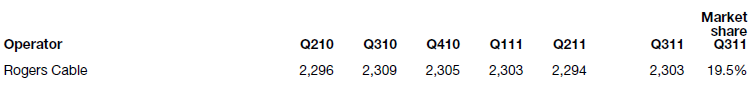 Market
share
Operator Q210 Q310 Q410 Q111 Q211 Q311 Q311
Rogers Cable 2,296 2,309 2,305 2,303 2,294 2,303 19.5%